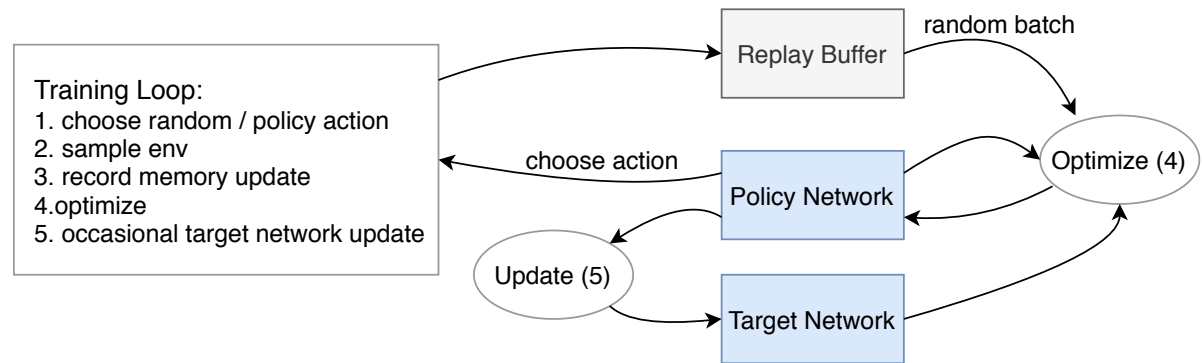 random batch
Replay Buffer
Training Loop:
1. choose random / policy action
2. sample env
3. record memory update
4.optimize
5. occasional target network update
choose action
Optimize (4)
Policy Network
Update (5)
Target Network